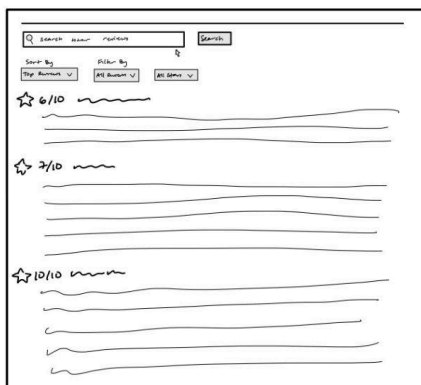 search user reviews Search
Sort By Filter By
Top Reviews All Reviews All Stars
6/10
7/10
10/10